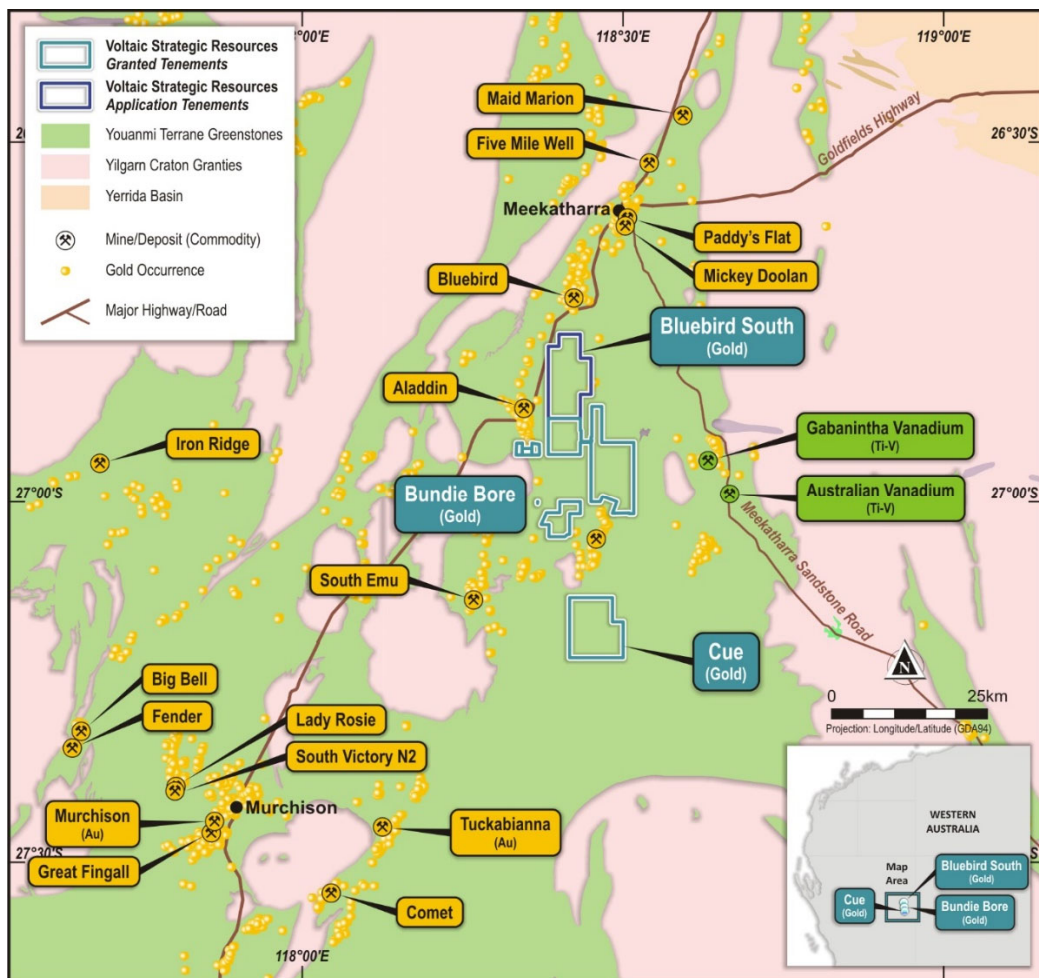 Voltaic Strategic Resources
Granted Tenements
Voltaic Strategic Resources
Application Tenements
Youanmi Terrane Greenstones
Yilgarn Craton Granties
Yerrida Basin
Mine/Deposit (Commodity)
Gold Occurrence
Major Highway/Road
118°30'E
119°00'E
Maid Marion
Goldfields Highway
26°30'S
Five Mile Well
Meekatharra
Paddy's Flat
Mickey Doolan
Bluebird
Bluebird South
(Gold)
Aladdin
Iron Ridge
Gabanintha Vanadium
(Ti-V)
Bundie Bore
(Gold)
27°00'S
27°00'S
Australian Vanadium
(Ti-V)
Meekatharra Sandstone Road
South Emu
Cue
(Gold)
N
Big Bell
Fender
Lady Rosie
South Victory N2
0
25km
Projection: Longitude/Latitude (GDA94)
Murchison
Murchison
(Au)
Tuckabianna
(Au)
Great Fingall
27°30'S
Comet
118°00'E
WESTERN
AUSTRALIA
Map
Area
Bluebird South
(Gold)
Cue
(Gold)
Bundie Bore
(Gold)